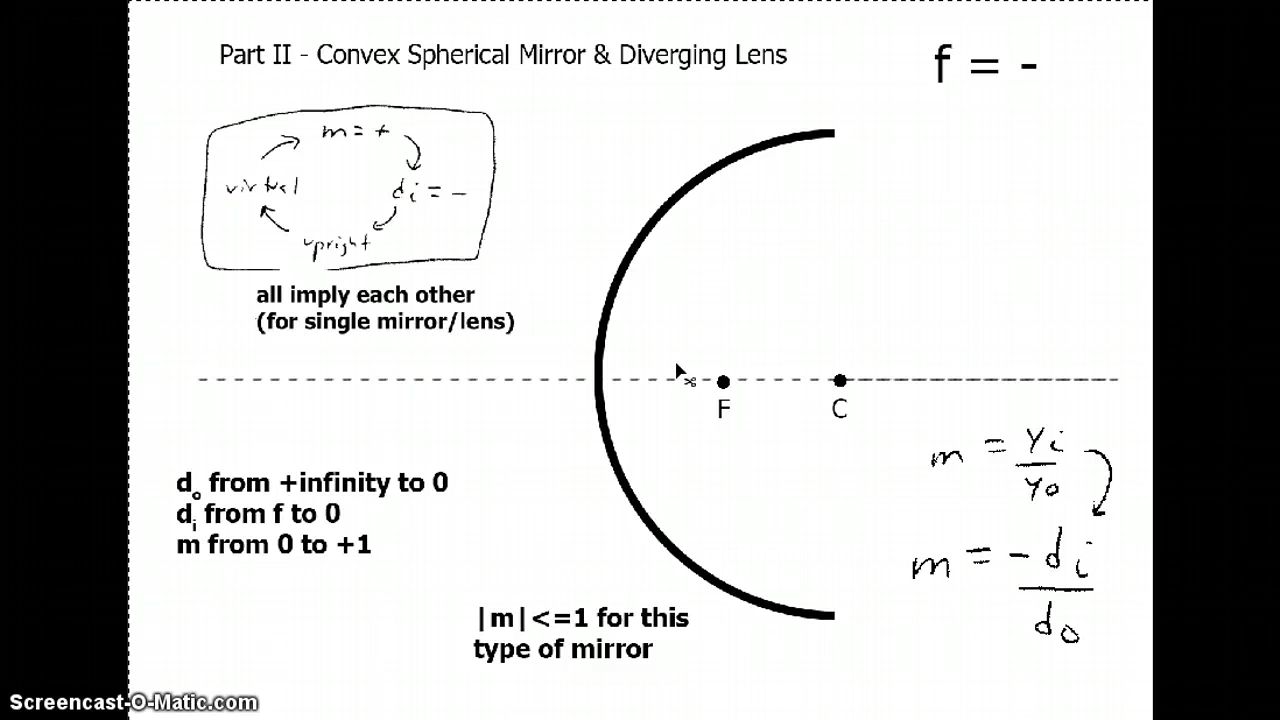 Part II - Convex Spherical Mirror & Diverging Lens
f = -
m = +
virtual
di = -
upright
all imply each other
(for single mirror/lens)
F
C
m = Yi
Yo
do from +infinity to 0
di from f to 0
m from 0 to +1
m = - di
do
|m|<=1 for this
type of mirror
Screencast-O-Matic.com